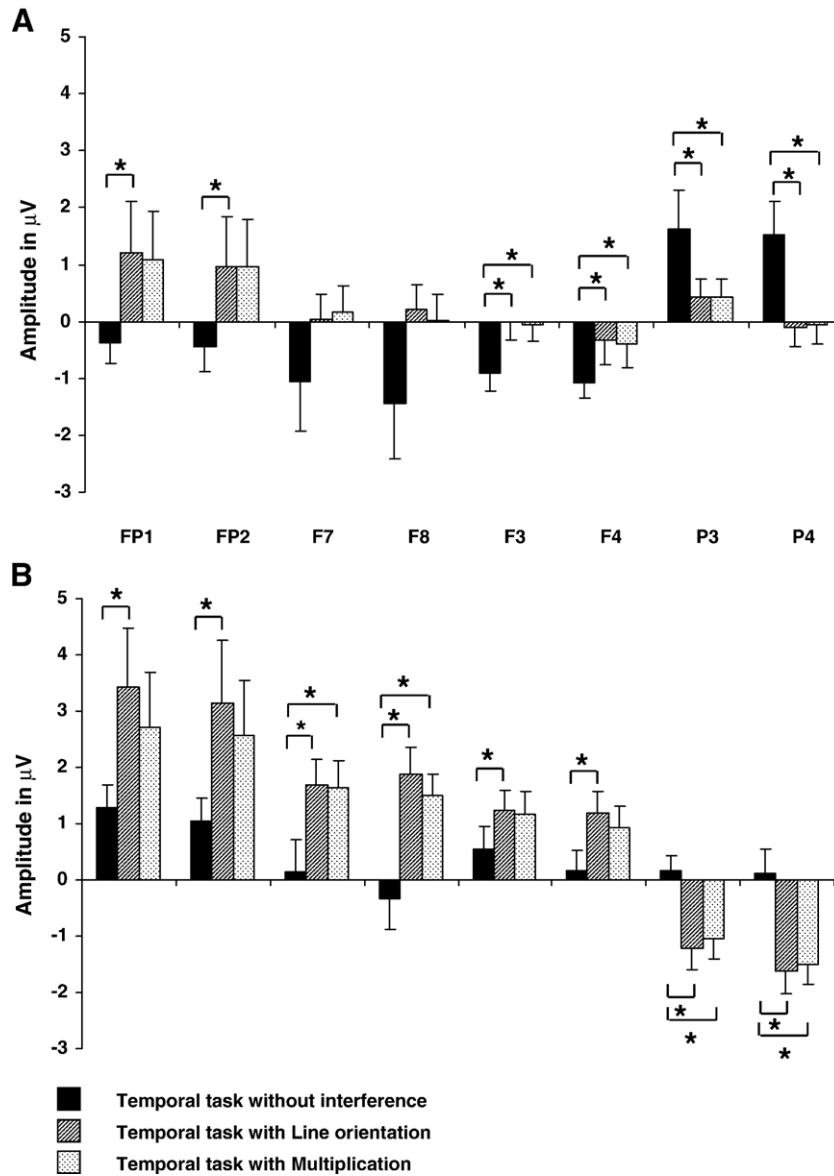 A
5
4
3
2
1
0
-1
-2
-3
Amplitude in μV
* * * * * * * * * *
FP1 FP2 F7 F8 F3 F4 P3 P4
B
5
4
3
2
1
0
-1
-2
-3
Amplitude in μV
* * * * * * * * * * * *
Temporal task without interference
Temporal task with Line orientation
Temporal task with Multiplication